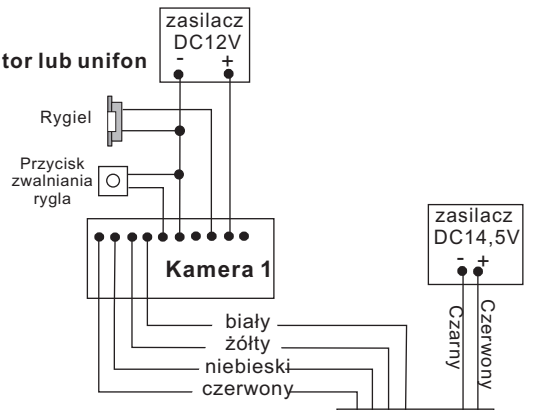 zasilacz
DC12V
- +
tor lub unifon
Rygiel
Przycisk
zwalniania
rygla
Kamera 1
zasilacz
DC14,5V
- +
Czarny
Czerwony
biały
żółty
niebieski
czerwony